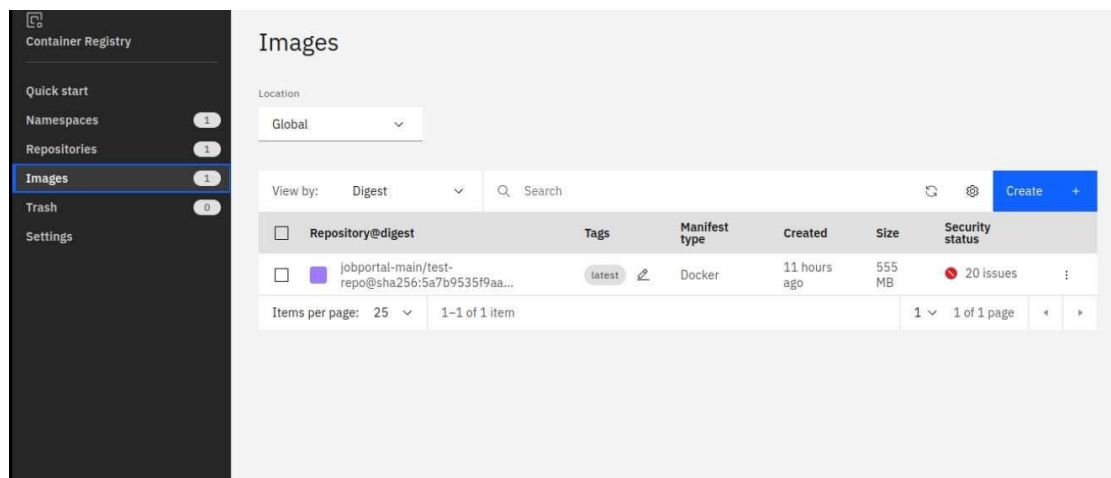 Container Registry
Quick start
Namespaces 1
Repositories 1
Images 1
Trash 0
Settings
Images
Location
Global
View by: Digest Search Create +
Repository@digest Tags Manifest type Created Size Security status
jobportal-main/test-
repo@sha256:5a7b9535f9aa... latest Docker 11 hours ago 555 MB 20 issues
Items per page: 25 1–1 of 1 item 1 1 of 1 page